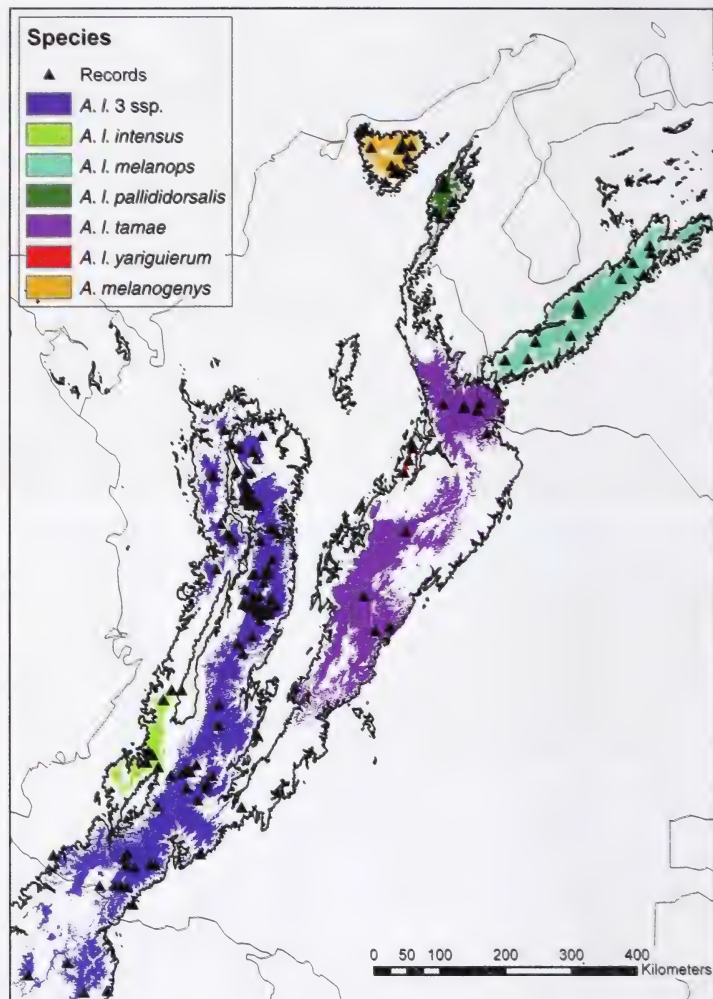 Species
Records
A. l. 3 ssp.
A. l. intensus
A. l. melanops
A. l. pallididorsalis
A. l. tamae
A. l. yariguierum
A. melanogenys
0 50 100 200 300 400
Kilometers